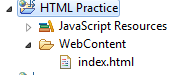 HTML Practice
JavaScript Resources
WebContent
index.html